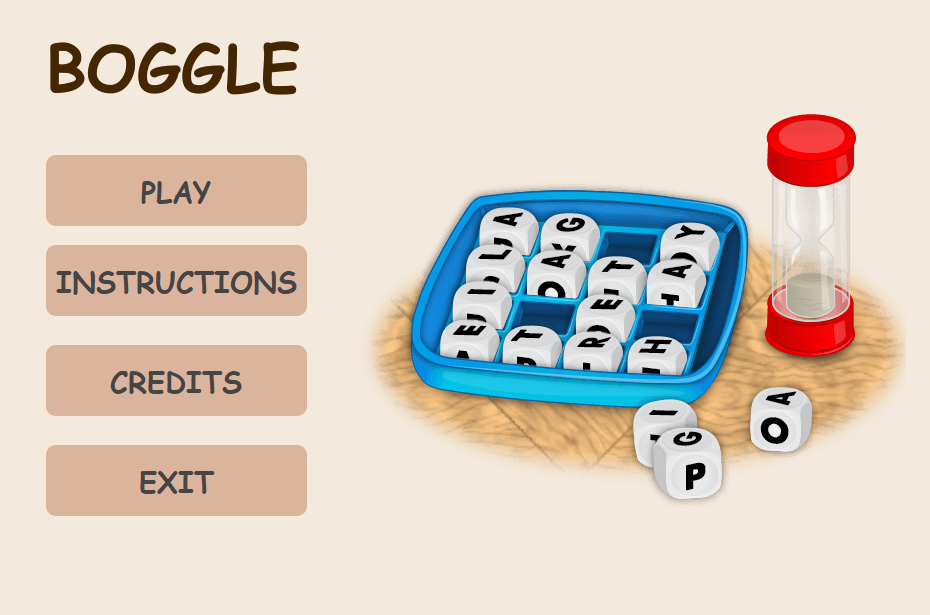 BOGGLE
PLAY
INSTRUCTIONS
CREDITS
EXIT
A G Y
T A
I
E T R H
I
G A
P O